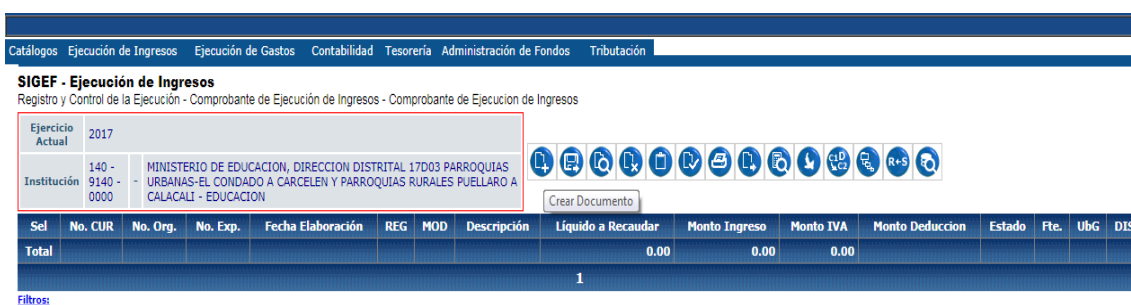 Catálogos Ejecución de Ingresos Ejecución de Gastos Contabilidad Tesorería Administración de Fondos Tributación
SIGEF - Ejecución de Ingresos
Registro y Control de la Ejecución - Comprobante de Ejecución de Ingresos - Comprobante de Ejecucion de Ingresos
Ejercicio Actual 2017
Institución 140 - 9140 - 0000 - MINISTERIO DE EDUCACION, DIRECCION DISTRITAL 17D03 PARROQUIAS
URBANAS-EL CONDADO A CARCELEN Y PARROQUIAS RURALES PUELLARO A
CALACALI - EDUCACION
C1D C2 R+S
Crear Documento
Sel No. CUR No. Org. No. Exp. Fecha Elaboración REG MOD Descripción Líquido a Recaudar Monto Ingreso Monto IVA Monto Deduccion Estado Fte. UbG DIS
Total 0.00 0.00 0.00
1
Filtros: